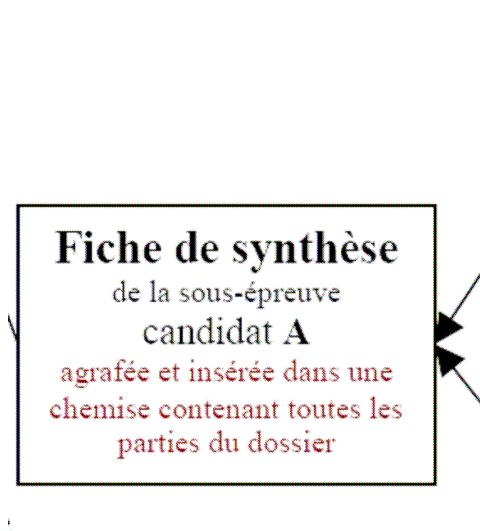 Fiche de synthèse
de la sous-épreuve
candidat A
agrafée et insérée dans une
chemise contenant toutes les
parties du dossier